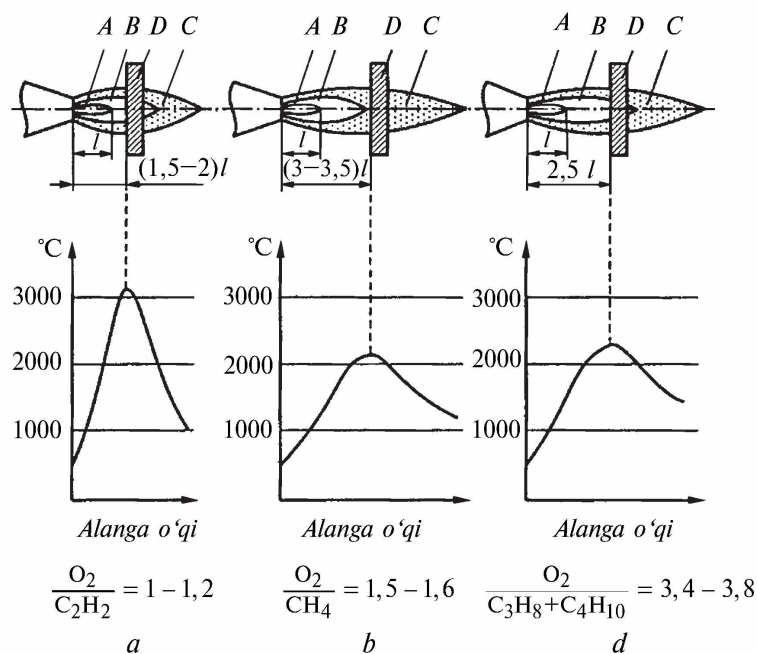 A B D C A B D C A B D C
l l l
(1,5–2)l (3–3,5)l 2,5 l
°C °C °C
3000 3000 3000
2000 2000 2000
1000 1000 1000
Alanga o‘qi Alanga o‘qi Alanga o‘qi
O₂/C₂H₂ = 1 – 1,2 O₂/CH₄ = 1,5 – 1,6 O₂/C₃H₈+C₄H₁₀ = 3,4 – 3,8
a b d